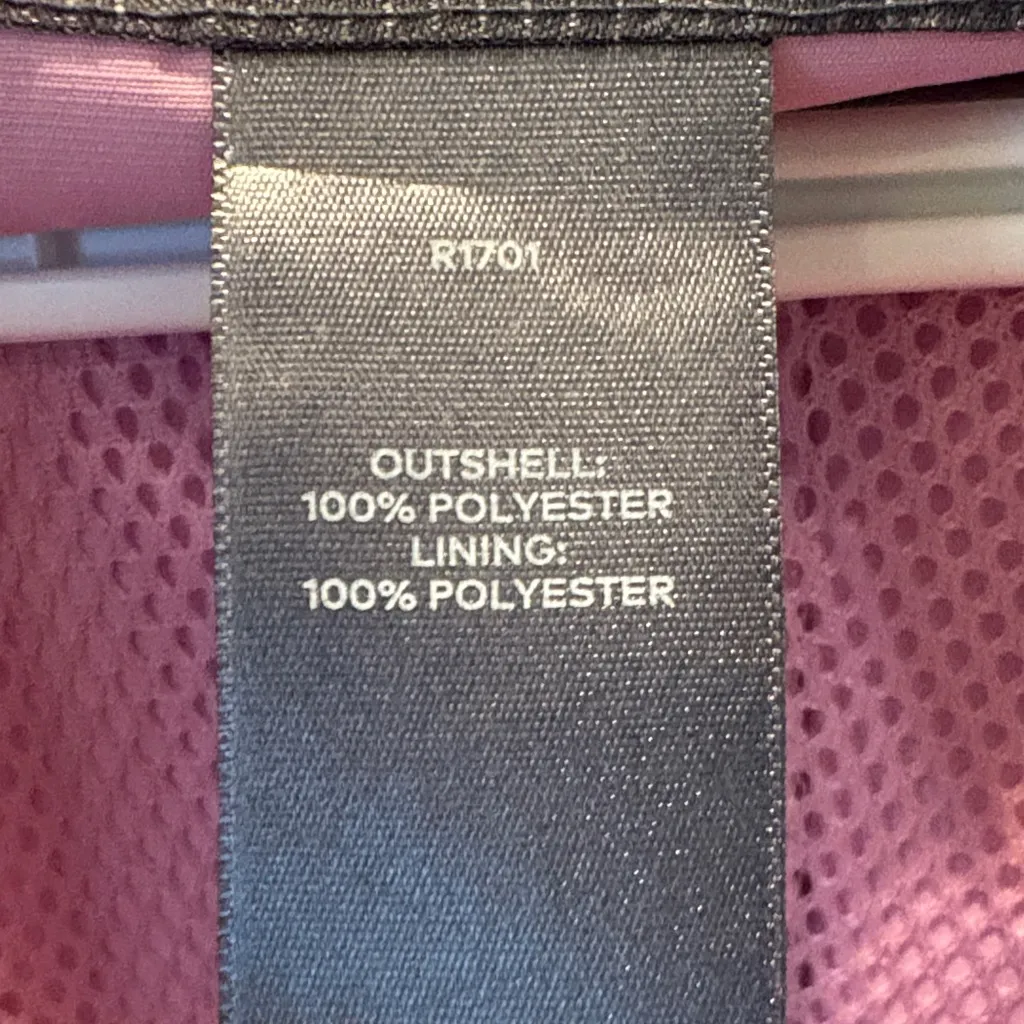 R1701
OUTSHELL:
100% POLYESTER
LINING:
100% POLYESTER